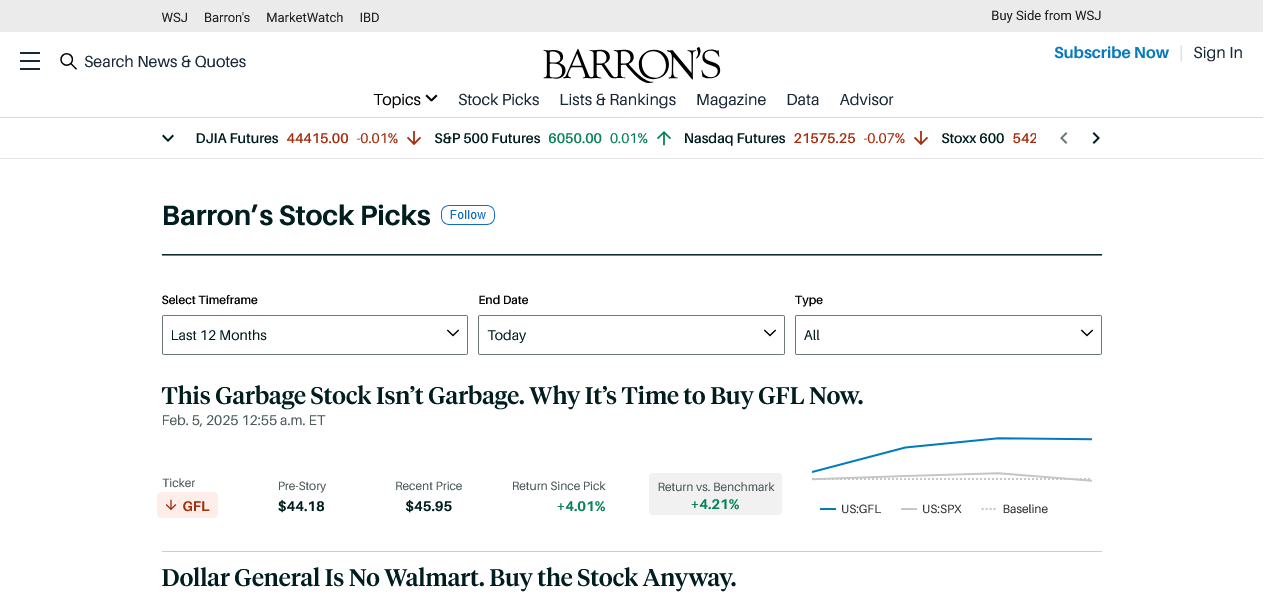 WSJ Barron's MarketWatch IBD Buy Side from WSJ
Search News & Quotes BARRON'S Subscribe Now Sign In
Topics Stock Picks Lists & Rankings Magazine Data Advisor
DJIA Futures 44415.00 -0.01% S&P 500 Futures 6050.00 0.01% Nasdaq Futures 21575.25 -0.07% Stoxx 600 542
Barron's Stock Picks Follow
Select Timeframe End Date Type
Last 12 Months Today All
This Garbage Stock Isn't Garbage. Why It's Time to Buy GFL Now.
Feb. 5, 2025 12:55 a.m. ET
Ticker Pre-Story Recent Price Return Since Pick Return vs. Benchmark
GFL $44.18 $45.95 +4.01% +4.21%
US:GFL US:SPX Baseline
Dollar General Is No Walmart. Buy the Stock Anyway.